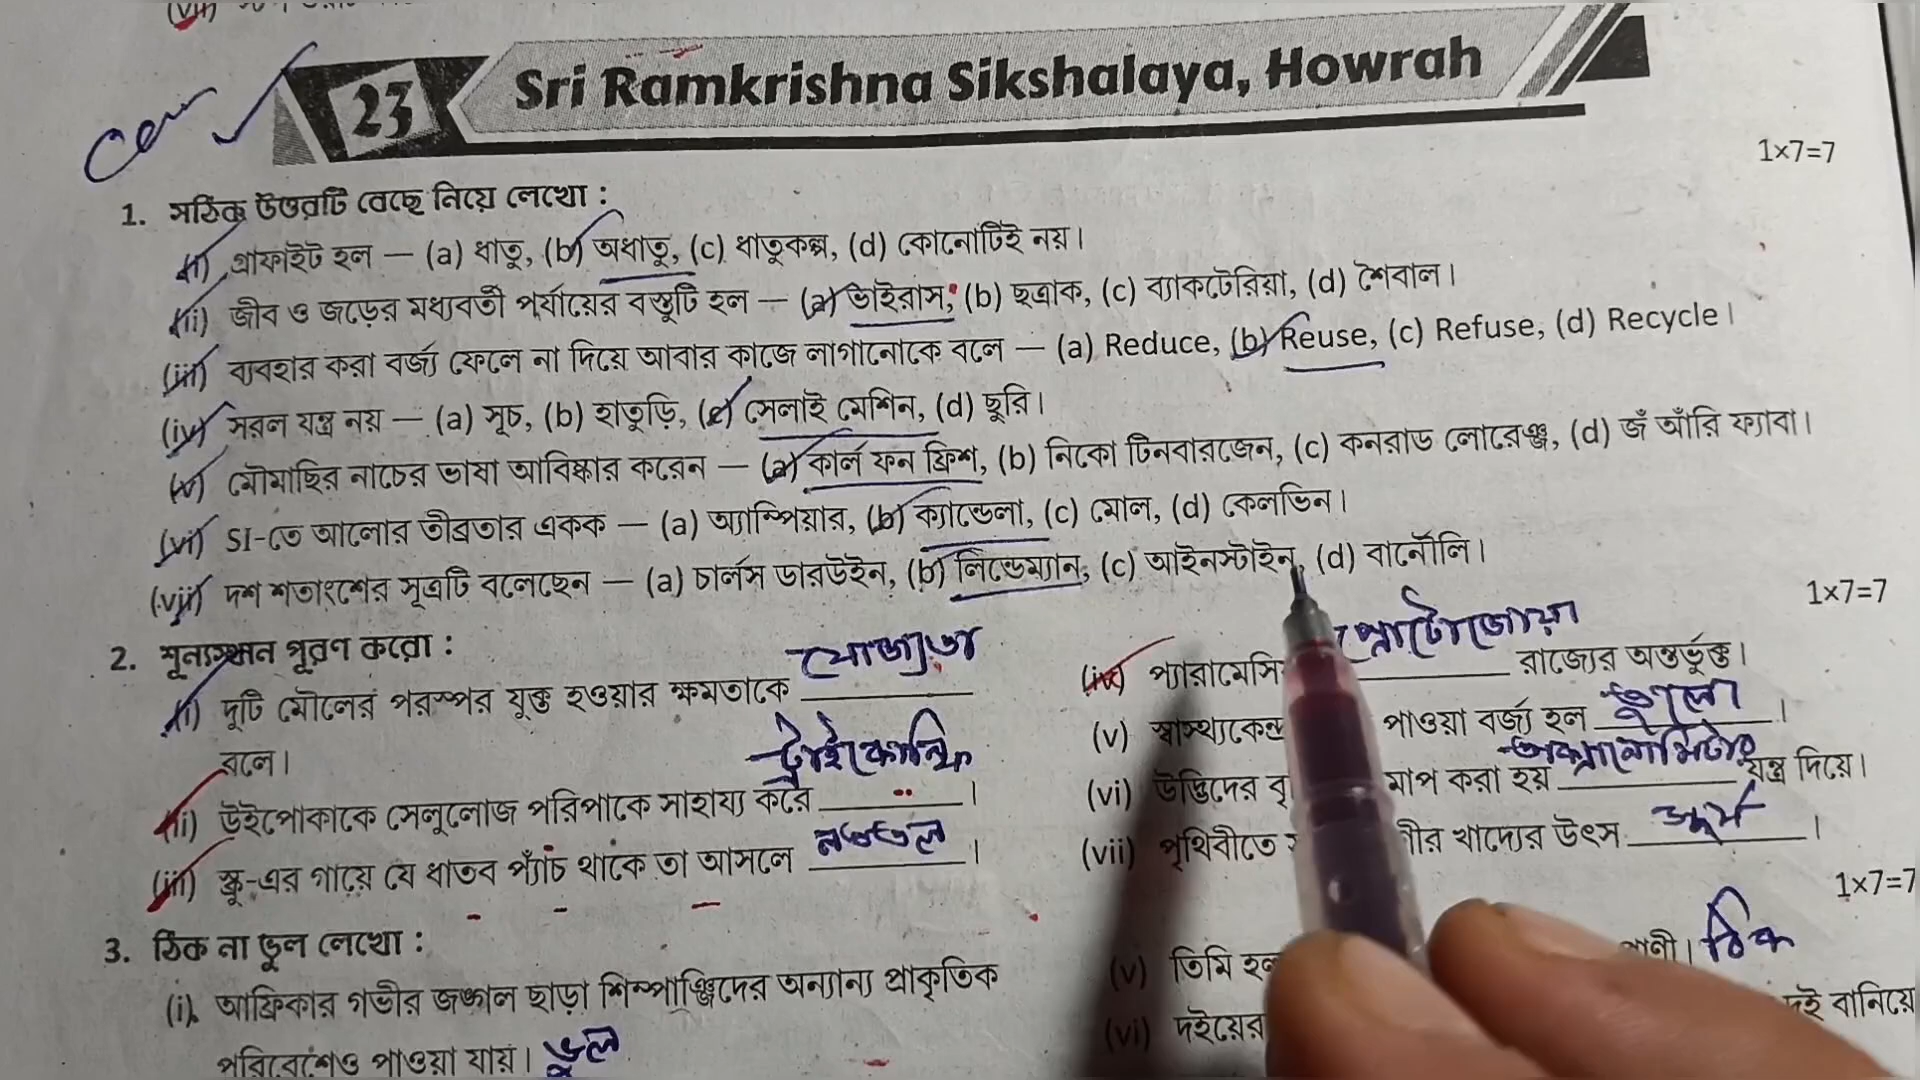 23 Sri Ramkrishna Sikshalaya, Howrah
1×7=7
1. সঠিক উত্তরটি বেছে নিয়ে লেখো :
(i) গ্রাফাইট হল — (a) ধাতু, (b) অধাতু, (c) ধাতুকল্প, (d) কোনোটিই নয়।
(ii) জীব ও জড়ের মধ্যবর্তী পর্যায়ের বস্তুটি হল — (a) ভাইরাস, (b) ছত্রাক, (c) ব্যাকটেরিয়া, (d) শৈবাল।
(iii) ব্যবহার করা বর্জ্য ফেলে না দিয়ে আবার কাজে লাগানোকে বলে — (a) Reduce, (b) Reuse, (c) Refuse, (d) Recycle।
(iv) সরল যন্ত্র নয় — (a) সূচ, (b) হাতুড়ি, (c) সেলাই মেশিন, (d) ছুরি।
(v) মৌমাছির নাচের ভাষা আবিষ্কার করেন — (a) কার্ল ফন ফ্রিশ, (b) নিকো টিনবারজেন, (c) কনরাড লোরেঞ্জ, (d) জঁ আঁরি ফ্যাবা।
(vi) SI-তে আলোর তীব্রতার একক — (a) অ্যাম্পিয়ার, (b) ক্যান্ডেলা, (c) মোল, (d) কেলভিন।
(vii) দশ শতাংশের সূত্রটি বলেছেন — (a) চার্লস ডারউইন, (b) লিন্ডেম্যান, (c) আইনস্টাইন, (d) বার্নৌলি।
1×7=7
2. শূন্যস্থান পূরণ করো :
(i) দুটি মৌলের পরস্পর যুক্ত হওয়ার ক্ষমতাকে যোজ্যতা
বলে।
(ii) উইপোকাকে সেলুলোজ পরিপাকে সাহায্য করে ট্রাইকোনিম্ফ।
(iii) স্ক্রু-এর গায়ে যে ধাতব প্যাঁচ থাকে তা আসলে নততল।
(iv) প্যারামেসি প্রোটোজোয়া রাজ্যের অন্তর্ভুক্ত।
(v) স্বাস্থ্যকেন্দ্র পাওয়া বর্জ্য হল তুলো।
(vi) উদ্ভিদের বৃ মাপ করা হয় অক্সানোমিটার যন্ত্র দিয়ে।
(vii) পৃথিবীতে ণীর খাদ্যের উৎস সূর্য।
1×7=7
3. ঠিক না ভুল লেখো :
(i) আফ্রিকার গভীর জঙ্গল ছাড়া শিম্পাঞ্জিদের অন্যান্য প্রাকৃতিক
পরিবেশেও পাওয়া যায়। ভুল
(v) তিমি হল প্রাণী। ঠিক
(vi) দইয়ের দই বানিয়ে